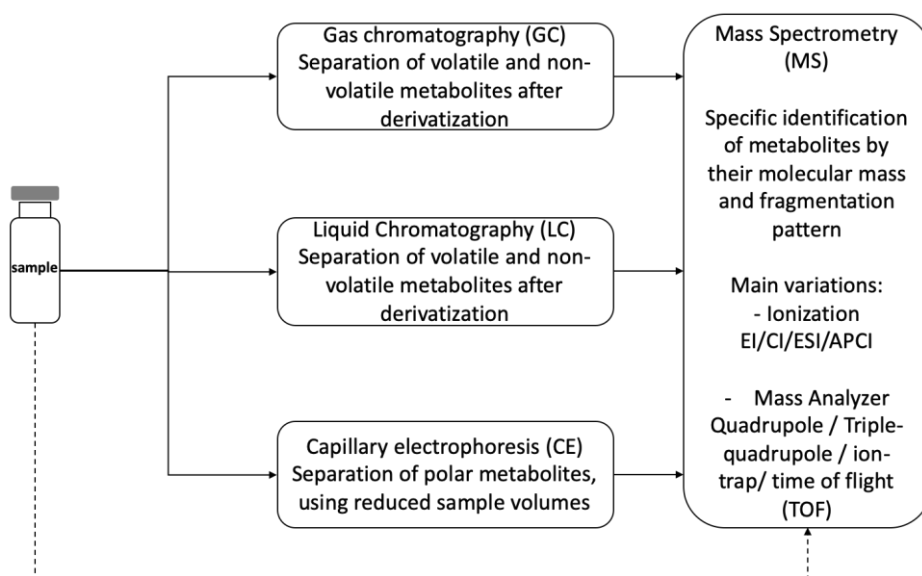 Gas chromatography (GC)
Separation of volatile and non-
volatile metabolites after
derivatization
sample
Liquid Chromatography (LC)
Separation of volatile and non-
volatile metabolites after
derivatization
Capillary electrophoresis (CE)
Separation of polar metabolites,
using reduced sample volumes
Mass Spectrometry
(MS)
Specific identification
of metabolites by
their molecular mass
and fragmentation
pattern
Main variations:
- Ionization
EI/CI/ESI/APCI
- Mass Analyzer
Quadrupole / Triple-
quadrupole / ion-
trap/ time of flight
(TOF)